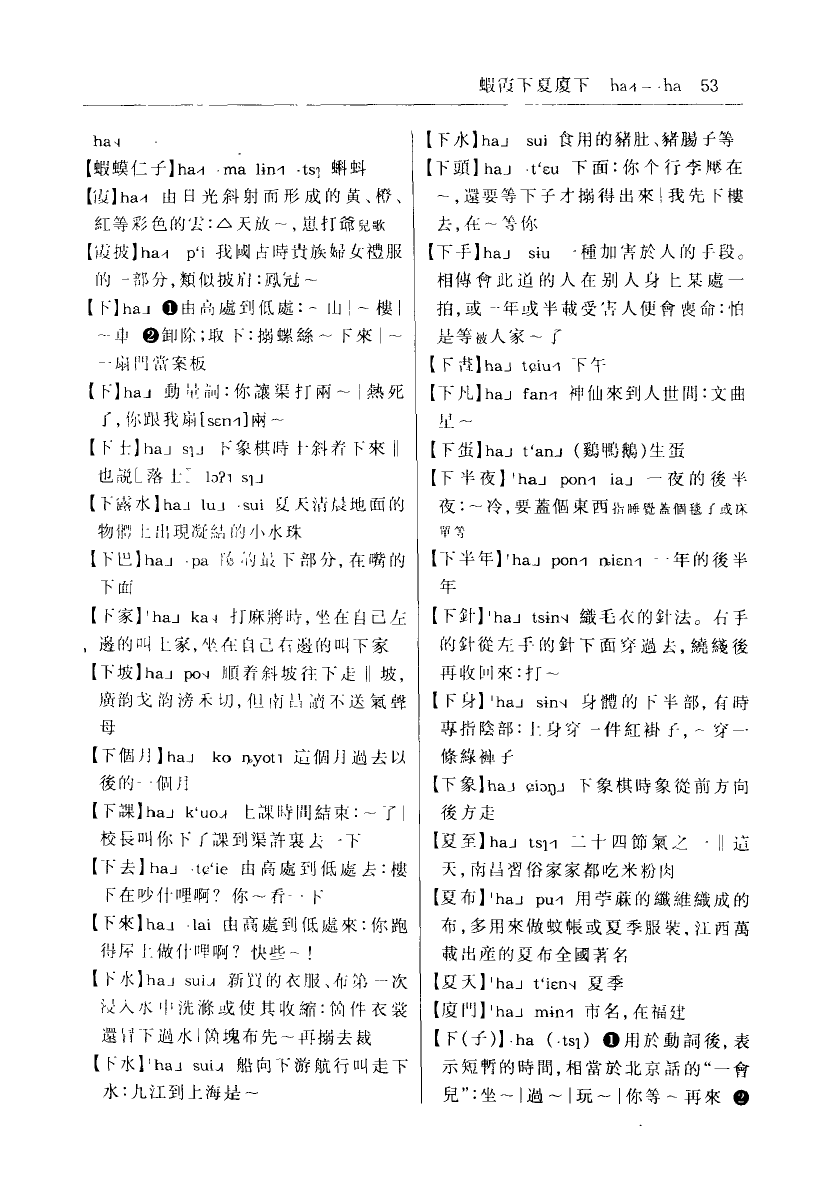 蝦霞下夏廈下 ha˧˥ — ·ha 53
ha˧˥
【蝦蟆仁子】ha˧˥ ·ma lin˧˥ ·tsɿ 蝌蚪
【霞】ha˧˥ 由日光斜射而形成的黃、橙、
紅等彩色的雲：△天放～，崽打爺兒歌
【霞披】ha˧˥ p‘i 我國古時貴族婦女禮服
的一部分，類似披肩：鳳冠～
【下】ha˩ ❶由高處到低處：～山|～樓|
～車 ❷卸除；取下：搦螺絲～下來|～
一扇門當案板
【下】ha˩ 動量詞：你讓渠打兩～|熱死
了，你跟我扇[sɛn˧˥]兩～
【下士】ha˩ sɿ˩ 下象棋時士斜着下來‖
也説[落士] lɔʔ˥ sɿ˩
【下露水】ha˩ lu˩ ·sui 夏天清晨地面的
物體上出現凝結的小水珠
【下巴】ha˩ ·pa 臉的最下部分，在嘴的
下面
【下家】ˈha˩ ka˧˥ 打麻將時，坐在自己左
邊的叫上家，坐在自己右邊的叫下家
【下坡】ha˩ po˧˥ 順着斜坡往下走‖坡，
廣韵戈韵滂禾切，但南昌讀不送氣聲
母
【下個月】ha˩ ko n̠yot˥ 這個月過去以
後的一個月
【下課】ha˩ k‘uo˩˧ 上課時間結束：～了|
校長叫你下了課到渠許裏去一下
【下去】ha˩ ·tɕ‘ie 由高處到低處去：樓
下在吵什哩啊？你～看一下
【下來】ha˩ ·lai 由高處到低處來：你跑
得屋上做什哩啊？快些～！
【下水】ha˩ sui˩˧ 新買的衣服、布第一次
浸入水中洗滌或使其收縮：箇件衣裳
還冒下過水|箇塊布先～再搦去裁
【下水】ˈha˩ sui˩˧ 船向下游航行叫走下
水：九江到上海是～
【下水】ha˩ sui 食用的豬肚、豬腸子等
【下頭】ha˩ ·t‘ɛu 下面：你个行李壓在
～，還要等下子才搦得出來|我先下樓
去，在～等你
【下手】ha˩ siu 一種加害於人的手段。
相傳會此道的人在別人身上某處一
拍，或一年或半載受害人便會喪命：怕
是等被人家～了
【下晝】ha˩ tɕiu˧˥ 下午
【下凡】ha˩ fan˧˥ 神仙來到人世間：文曲
星～
【下蛋】ha˩ t‘an˩ （鷄鴨鵝）生蛋
【下半夜】ˈha˩ pon˧˥ ia˩ 一夜的後半
夜：～冷，要蓋個東西指睡覺蓋個毯子或床
單等
【下半年】ˈha˩ pon˧˥ n̠iɛn˧˥ 一年的後半
年
【下針】ˈha˩ tsin˧˥ 織毛衣的針法。右手
的針從左手的針下面穿過去，繞綫後
再收回來：打～
【下身】ˈha˩ sin˧˥ 身體的下半部，有時
專指陰部：上身穿一件紅褂子，～穿一
條綠褲子
【下象】ha˩ ɕiɔŋ˩ 下象棋時象從前方向
後方走
【夏至】ha˩ tsɿ˧˥ 二十四節氣之一‖這
天，南昌習俗家家都吃米粉肉
【夏布】ˈha˩ pu˧˥ 用苧蔴的纖維織成的
布，多用來做蚊帳或夏季服裝，江西萬
載出産的夏布全國著名
【夏天】ˈha˩ t‘iɛn˧˥ 夏季
【廈門】ˈha˩ min˧˥ 市名，在福建
【下(子)】·ha (·tsɿ) ❶用於動詞後，表
示短暫的時間，相當於北京話的“一會
兒”：坐～|過～|玩～|你等～再來 ❷